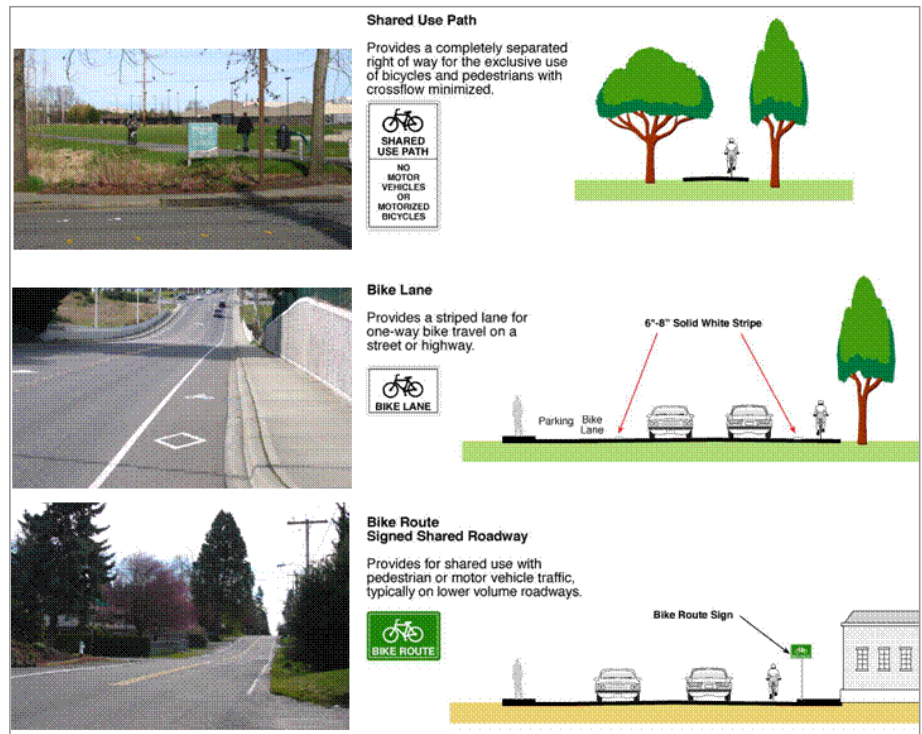 Shared Use Path
Provides a completely separated
right of way for the exclusive use
of bicycles and pedestrians with
crossflow minimized.
SHARED
USE PATH
NO
MOTOR
VEHICLES
OR
MOTORIZED
BICYCLES
Bike Lane
Provides a striped lane for
one-way bike travel on a
street or highway.
BIKE LANE
6"-8" Solid White Stripe
Parking
Bike
Lane
Bike Route
Signed Shared Roadway
Provides for shared use with
pedestrian or motor vehicle traffic,
typically on lower volume roadways.
BIKE ROUTE
Bike Route Sign